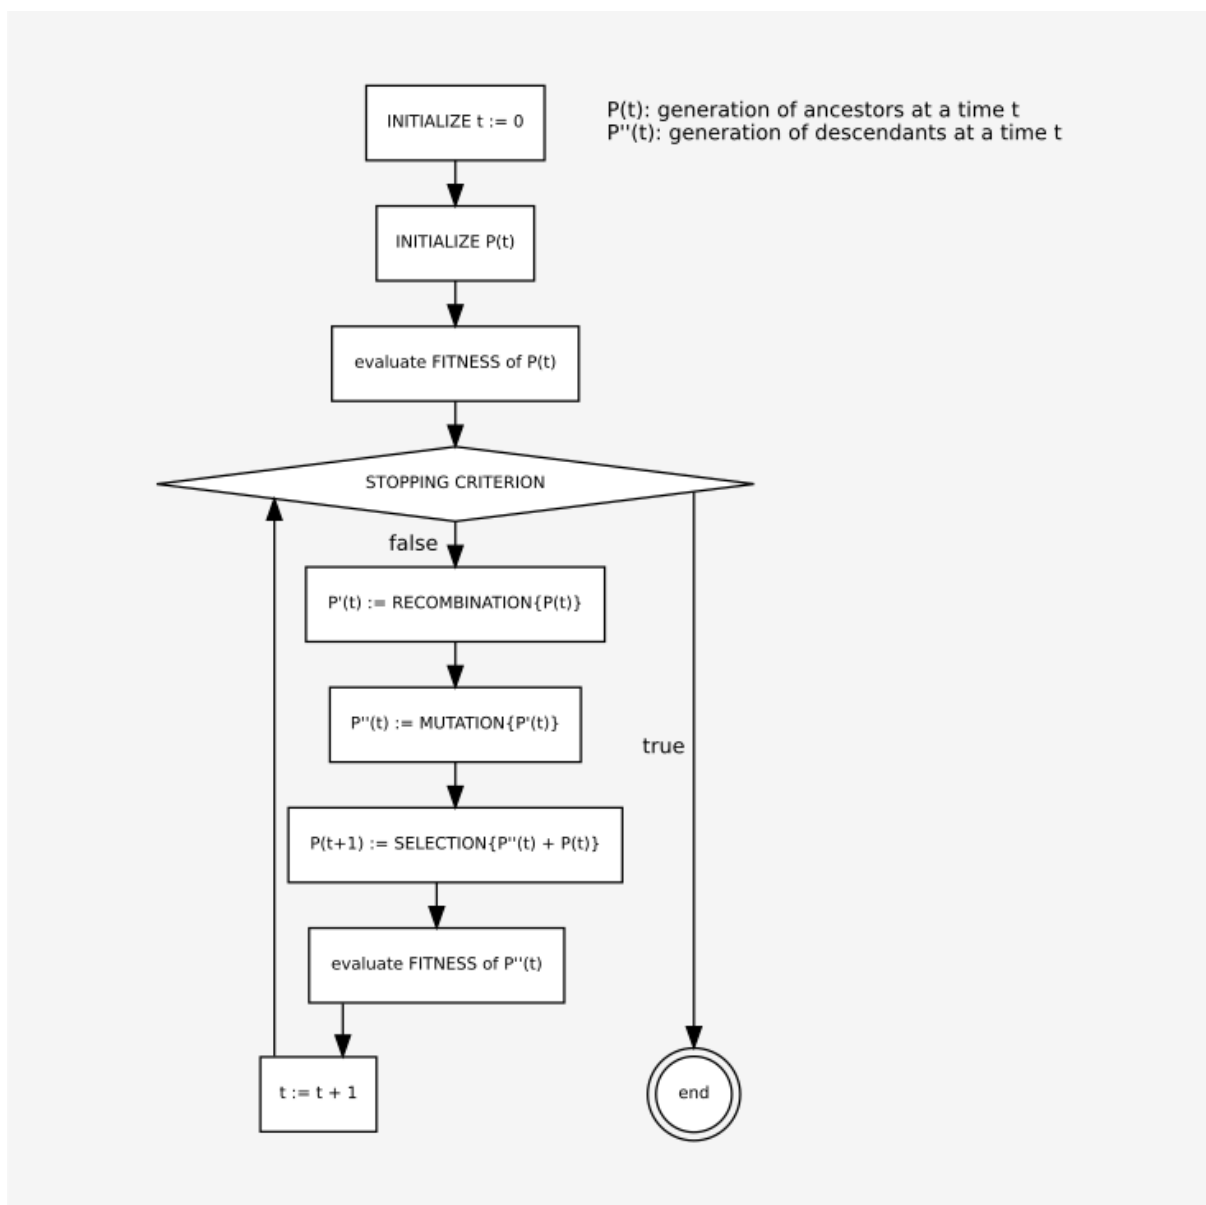 INITIALIZE t := 0
P(t): generation of ancestors at a time t
P''(t): generation of descendants at a time t
INITIALIZE P(t)
evaluate FITNESS of P(t)
STOPPING CRITERION
false
P'(t) := RECOMBINATION{P(t)}
P''(t) := MUTATION{P'(t)}
true
P(t+1) := SELECTION{P''(t) + P(t)}
evaluate FITNESS of P''(t)
t := t + 1
end